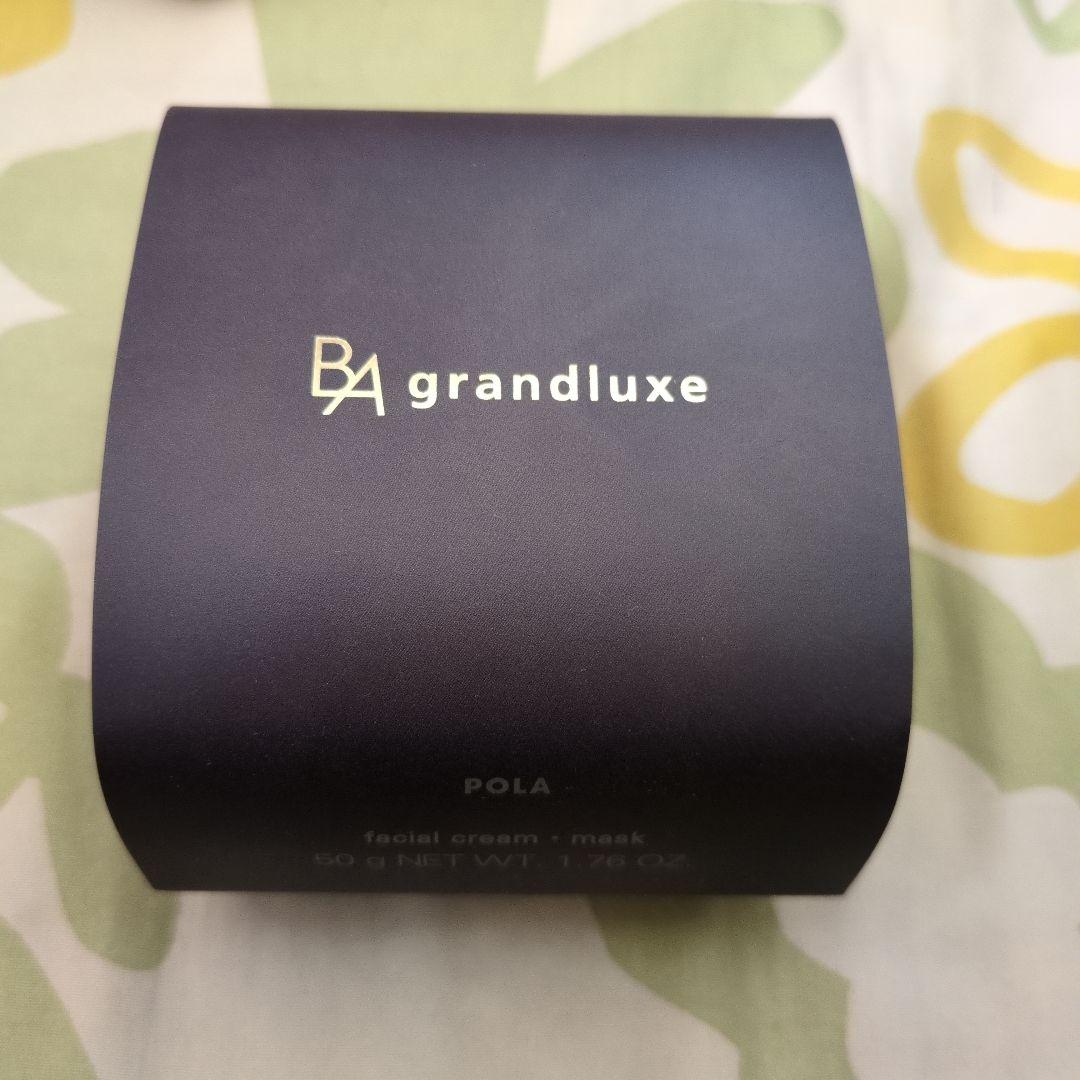 BA grandluxe
POLA
facial cream • mask
50 g NET WT. 1.76 OZ.